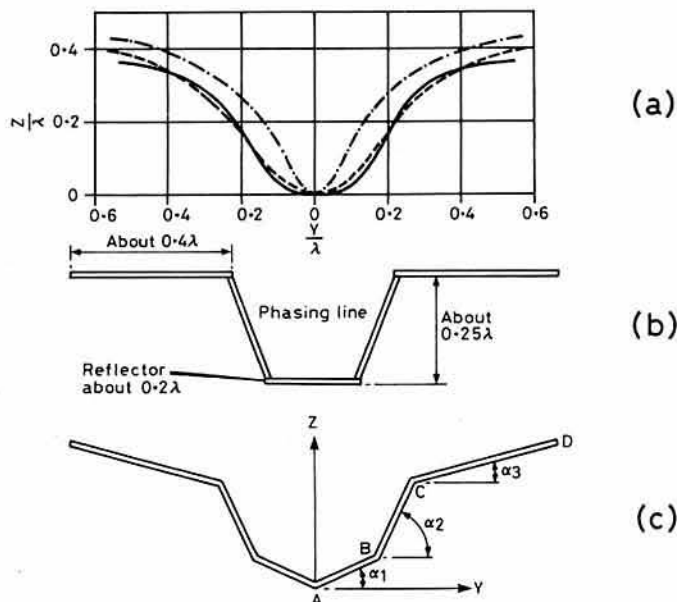 0·4
Z/λ 0·2
0
0·6 0·4 0·2 0 0·2 0·4 0·6
Y/λ
(a)
About 0·4λ
Phasing line
About
0·25λ
Reflector
about 0·2λ
(b)
Z
D
α3
C
α2
B
α1
A
Y
(c)